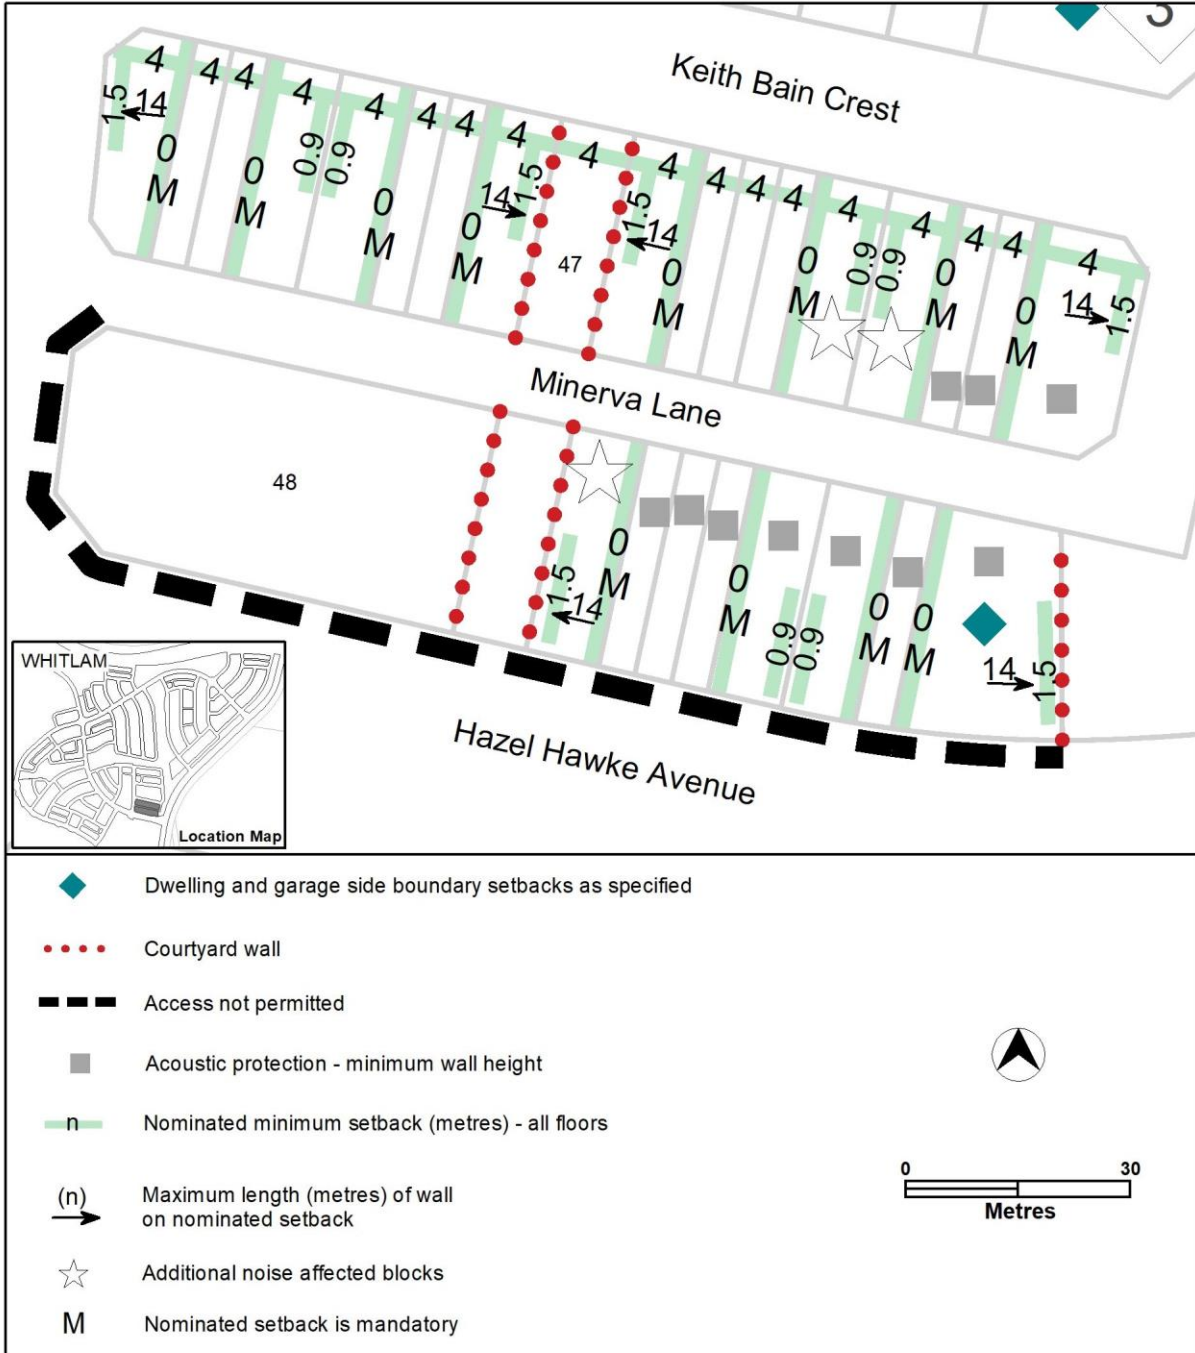 3
Keith Bain Crest
4 4 4 4 4 4 4 4 4 4 4 4 4 4 4 4 4 4
1.5
14
0
M
0
M
0.9
0.9
0
M
0
M
14
1.5
47
1.5
14
0
M
0
M
0.9
0.9
0
M
0
M
14
1.5
Minerva Lane
48
1.5
14
0
M
0
M
0.9
0.9
0
M
0
M
14
1.5
Hazel Hawke Avenue
WHITLAM
Location Map
Dwelling and garage side boundary setbacks as specified
Courtyard wall
Access not permitted
Acoustic protection - minimum wall height
n
Nominated minimum setback (metres) - all floors
(n)
Maximum length (metres) of wall
on nominated setback
Additional noise affected blocks
M
Nominated setback is mandatory
0 30
Metres